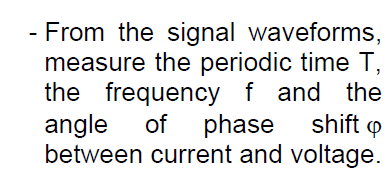 - From the signal waveforms,
measure the periodic time T,
the frequency f and the
angle of phase shift φ
between current and voltage.